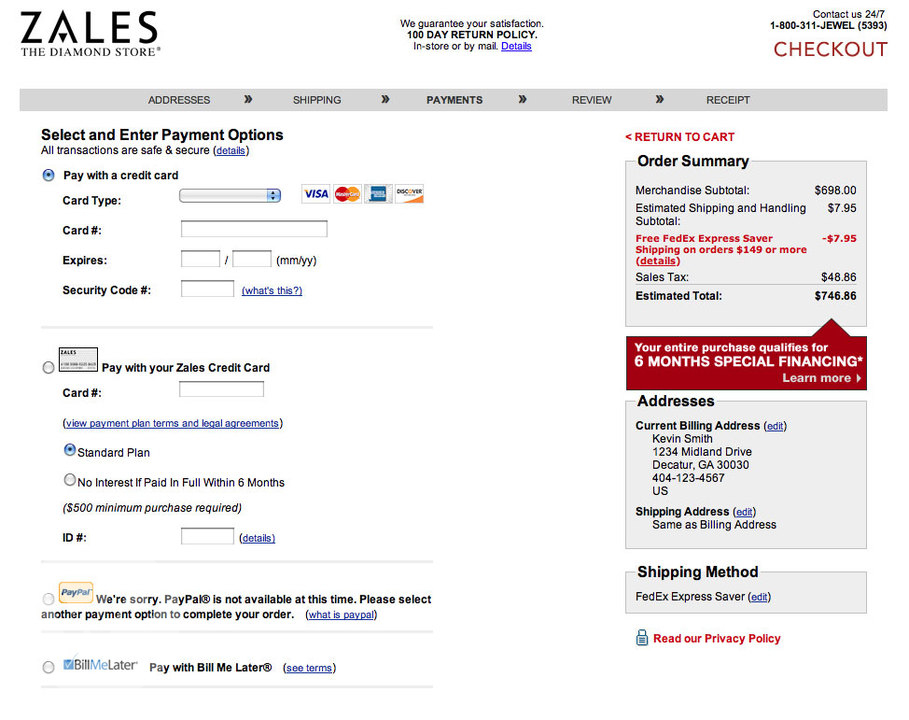 ZALES
THE DIAMOND STORE®
We guarantee your satisfaction.
100 DAY RETURN POLICY.
In-store or by mail. Details
Contact us 24/7
1-800-311-JEWEL (5393)
CHECKOUT
ADDRESSES » SHIPPING » PAYMENTS » REVIEW » RECEIPT
Select and Enter Payment Options
All transactions are safe & secure (details)
Pay with a credit card
Card Type:
VISA MasterCard DISCOVER
Card #:
Expires: / (mm/yy)
Security Code #: (what's this?)
ZALES
Pay with your Zales Credit Card
Card #:
(view payment plan terms and legal agreements)
Standard Plan
No Interest If Paid In Full Within 6 Months
($500 minimum purchase required)
ID #: (details)
PayPal We're sorry. PayPal® is not available at this time. Please select
another payment option to complete your order. (what is paypal)
BillMeLater® Pay with Bill Me Later® (see terms)
< RETURN TO CART
Order Summary
Merchandise Subtotal: $698.00
Estimated Shipping and Handling $7.95
Subtotal:
Free FedEx Express Saver -$7.95
Shipping on orders $149 or more
(details)
Sales Tax: $48.86
Estimated Total: $746.86
Your entire purchase qualifies for
6 MONTHS SPECIAL FINANCING*
Learn more
Addresses
Current Billing Address (edit)
Kevin Smith
1234 Midland Drive
Decatur, GA 30030
404-123-4567
US
Shipping Address (edit)
Same as Billing Address
Shipping Method
FedEx Express Saver (edit)
Read our Privacy Policy